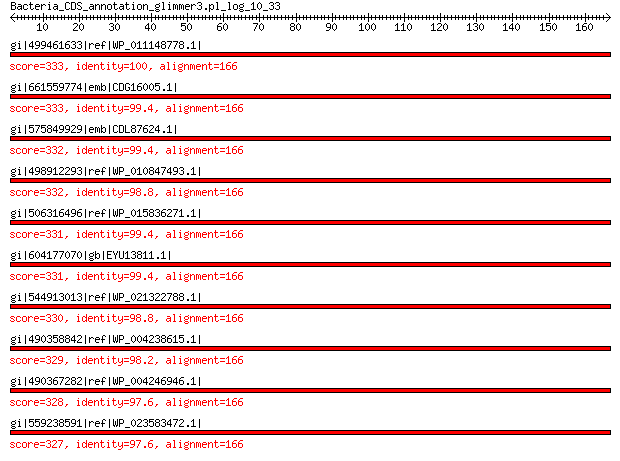 Bacteria_CDS_annotation_glimmer3.pl_log_10_33
10 20 30 40 50 60 70 80 90 100 110 120 130 140 150 160
gi|499461633|ref|WP_011148778.1|
score=333, identity=100, alignment=166
gi|661559774|emb|CDG16005.1|
score=333, identity=99.4, alignment=166
gi|575849929|emb|CDL87624.1|
score=332, identity=99.4, alignment=166
gi|498912293|ref|WP_010847493.1|
score=332, identity=98.8, alignment=166
gi|506316496|ref|WP_015836271.1|
score=331, identity=99.4, alignment=166
gi|604177070|gb|EYU13811.1|
score=331, identity=99.4, alignment=166
gi|544913013|ref|WP_021322788.1|
score=330, identity=98.8, alignment=166
gi|490358842|ref|WP_004238615.1|
score=329, identity=98.2, alignment=166
gi|490367282|ref|WP_004246946.1|
score=328, identity=97.6, alignment=166
gi|559238591|ref|WP_023583472.1|
score=327, identity=97.6, alignment=166